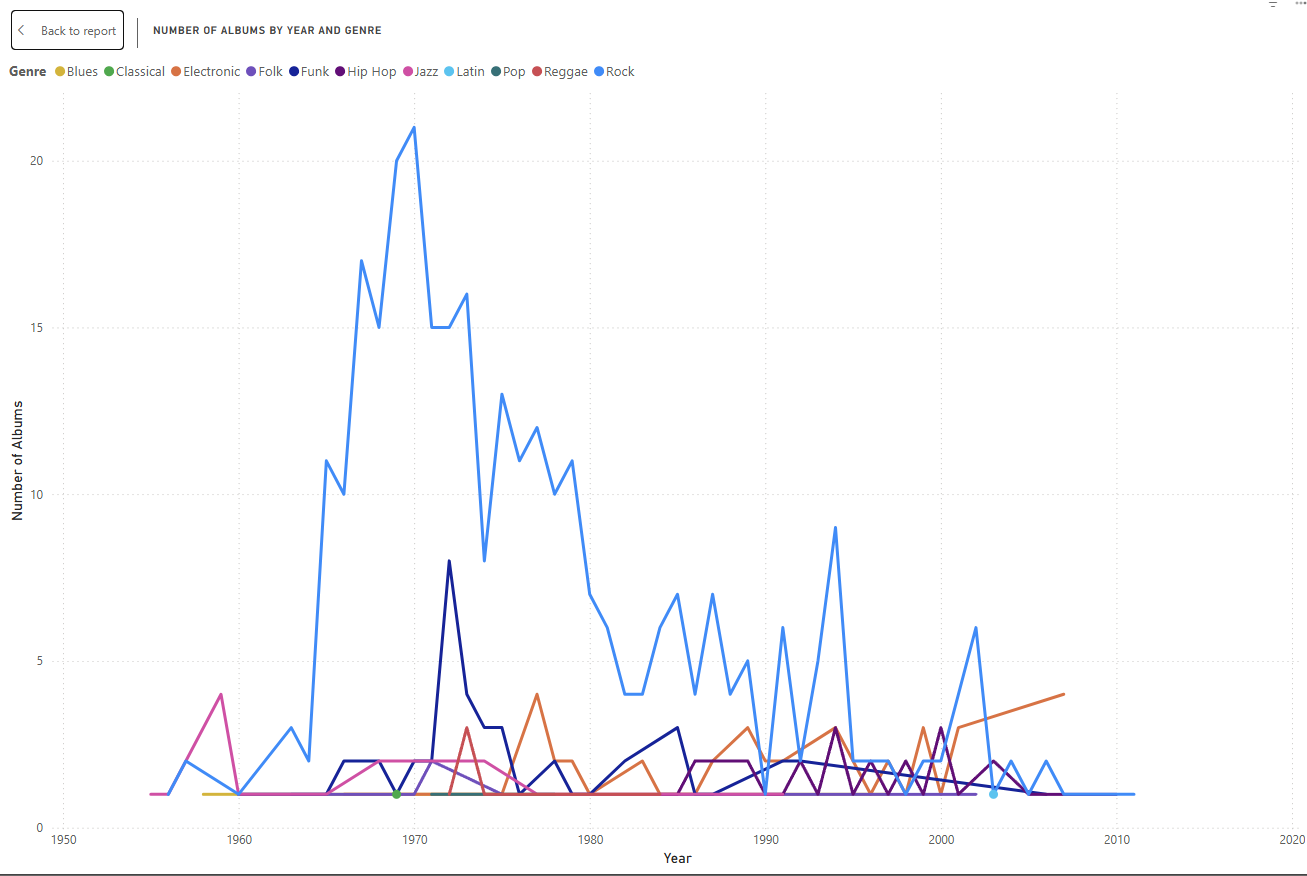 Back to report
NUMBER OF ALBUMS BY YEAR AND GENRE
Genre Blues Classical Electronic Folk Funk Hip Hop Jazz Latin Pop Reggae Rock
20
15
10
5
0
Number of Albums
1950 1960 1970 1980 1990 2000 2010 2020
Year